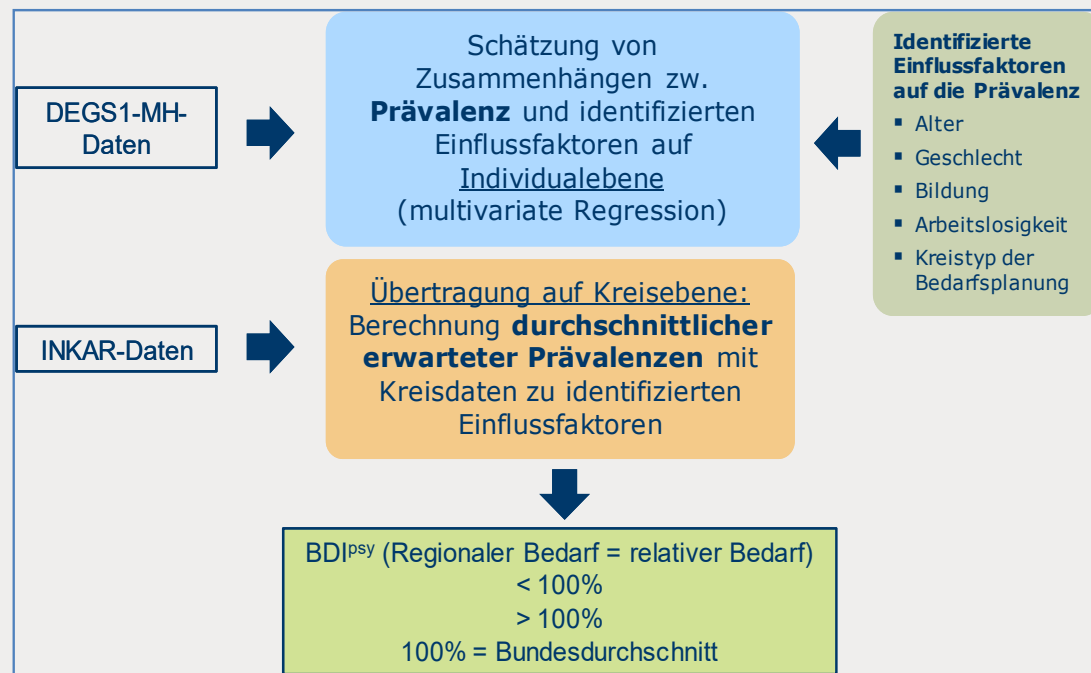 DEGS1-MH-
Daten
Schätzung von
Zusammenhängen zw.
Prävalenz und identifizierten
Einflussfaktoren auf
Individualebene
(multivariate Regression)
Identifizierte
Einflussfaktoren
auf die Prävalenz
▪ Alter
▪ Geschlecht
▪ Bildung
▪ Arbeitslosigkeit
▪ Kreistyp der
Bedarfsplanung
INKAR-Daten
Übertragung auf Kreisebene:
Berechnung durchschnittlicher
erwarteter Prävalenzen mit
Kreisdaten zu identifizierten
Einflussfaktoren
BDIᵖˢʸ (Regionaler Bedarf = relativer Bedarf)
< 100%
> 100%
100% = Bundesdurchschnitt